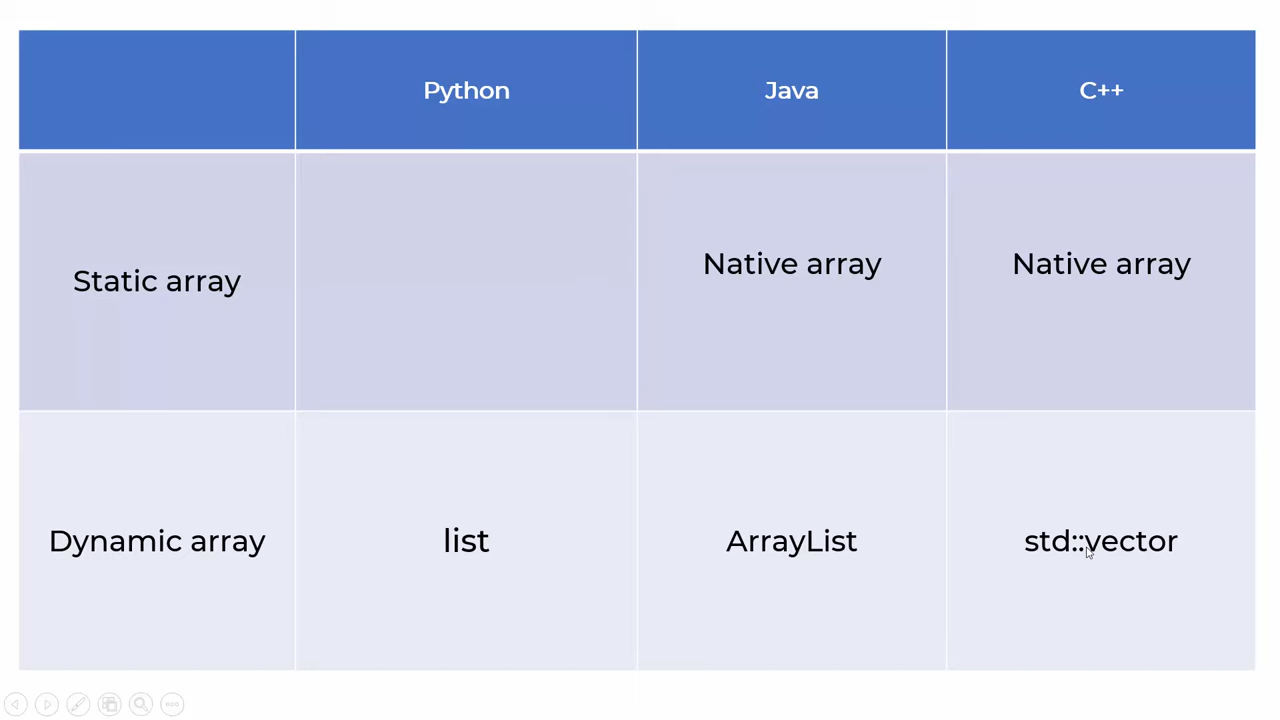 Python
Java
C++
Static array
Native array
Native array
Dynamic array
list
ArrayList
std::vector